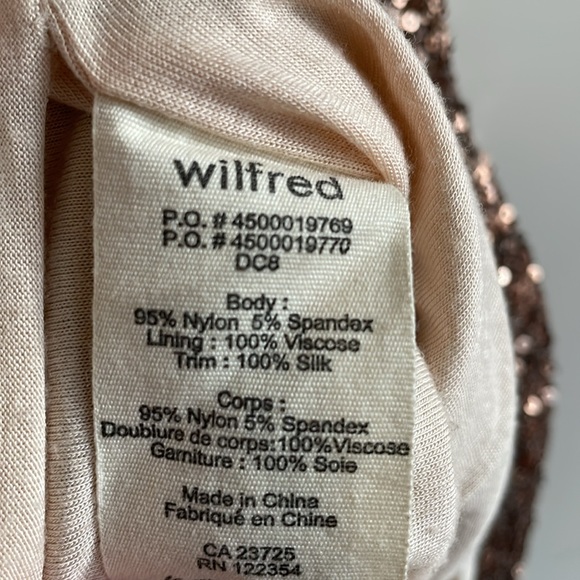 wilfred
P.O. # 4500019769
P.O. # 4500019770
DC8
Body :
95% Nylon 5% Spandex
Lining : 100% Viscose
Trim : 100% Silk
Corps :
95% Nylon 5% Spandex
Doublure de corps:100%Viscose
Garniture : 100% Soie
Made in China
Fabriqué en Chine
CA 23725
RN 122354